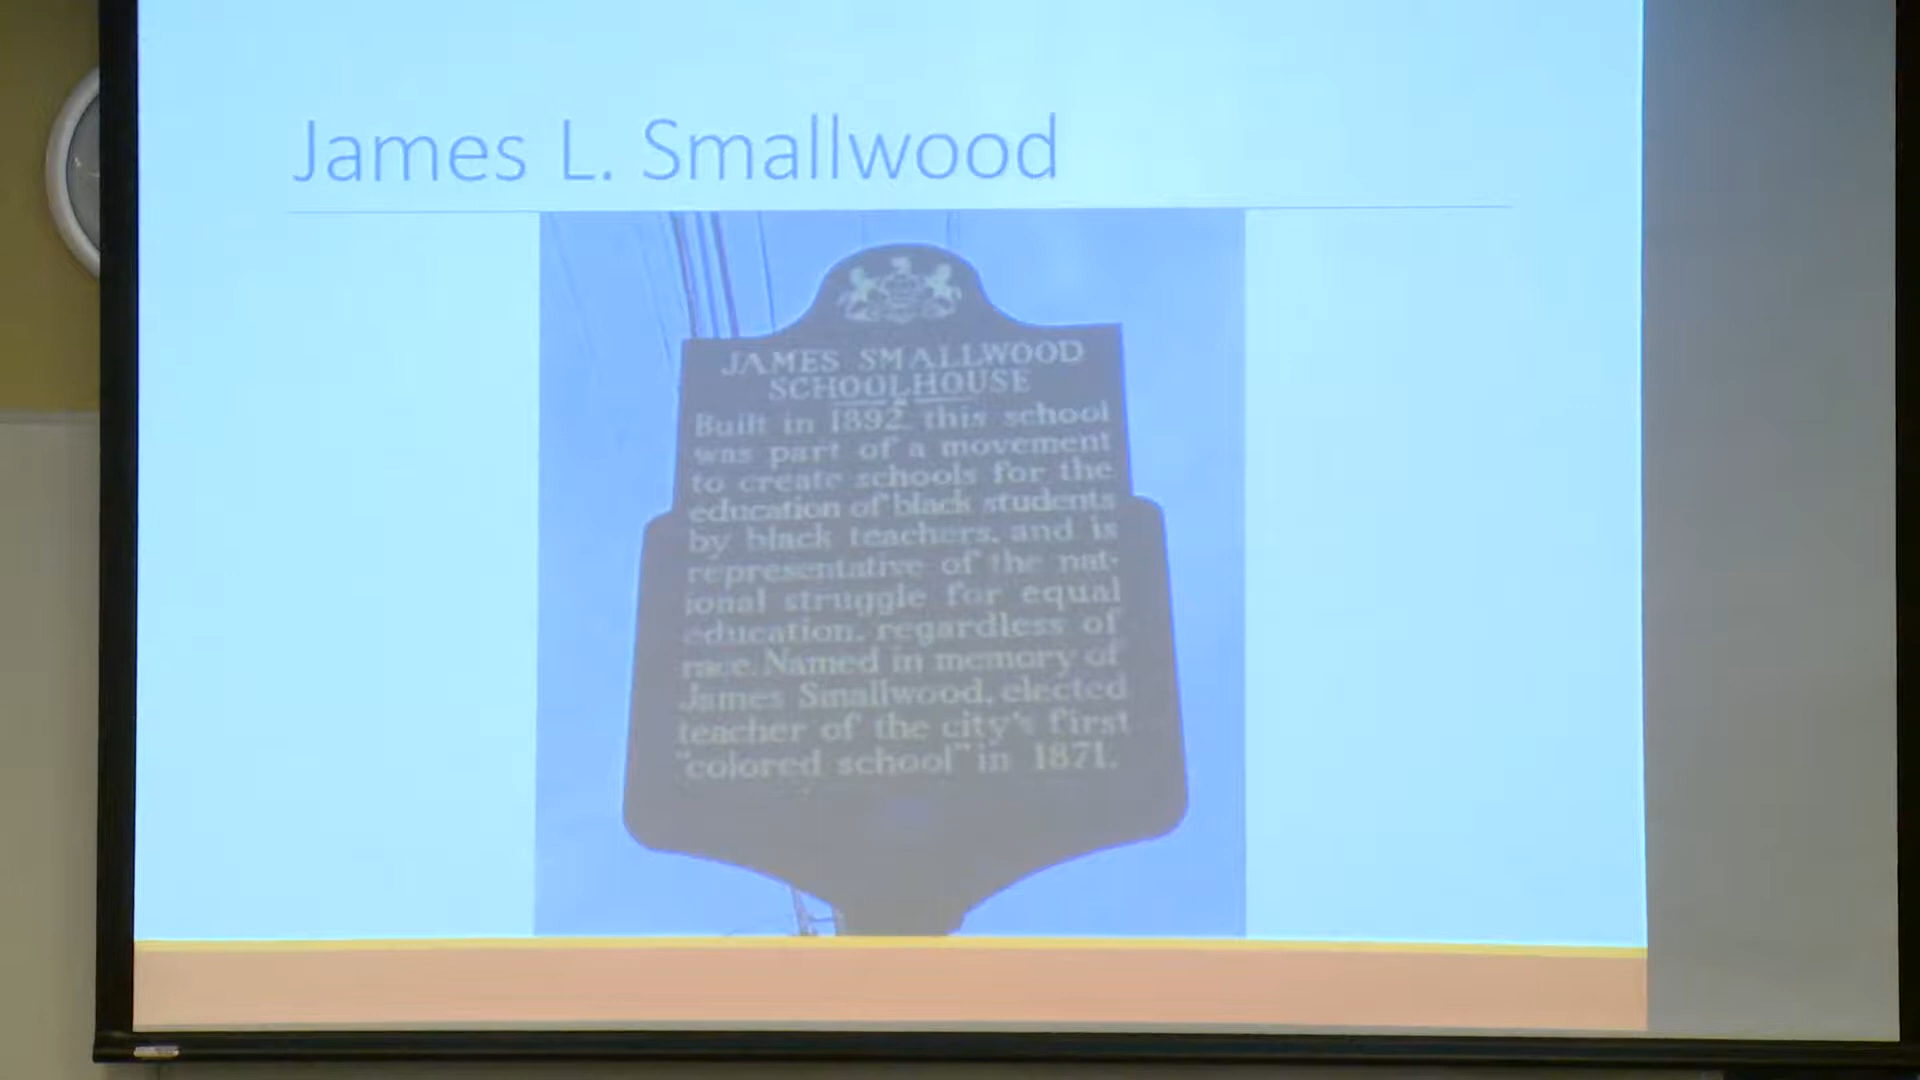 James L. Smallwood
JAMES SMALLWOOD
SCHOOLHOUSE
Built in 1892, this school
was part of a movement
to create schools for the
education of black students
by black teachers, and is
representative of the nat-
ional struggle for equal
education, regardless of
race. Named in memory of
James Smallwood, elected
teacher of the city's first
"colored school" in 1871.